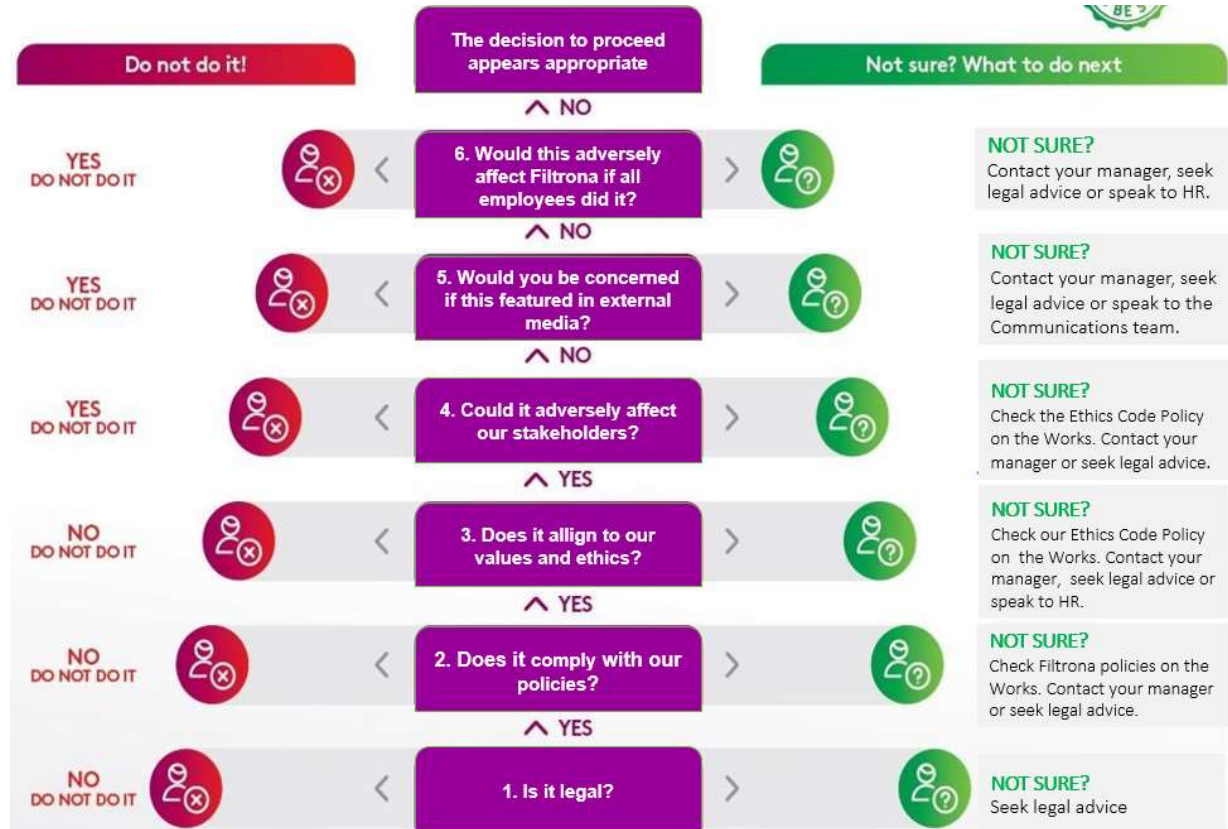 BE S
Do not do it!
The decision to proceed
appears appropriate
Not sure? What to do next
NO
YES
DO NOT DO IT
6. Would this adversely
affect Filtrona if all
employees did it?
NOT SURE?
Contact your manager, seek
legal advice or speak to HR.
NO
YES
DO NOT DO IT
5. Would you be concerned
if this featured in external
media?
NOT SURE?
Contact your manager, seek
legal advice or speak to the
Communications team.
NO
YES
DO NOT DO IT
4. Could it adversely affect
our stakeholders?
NOT SURE?
Check the Ethics Code Policy
on the Works. Contact your
manager or seek legal advice.
YES
NO
DO NOT DO IT
3. Does it allign to our
values and ethics?
NOT SURE?
Check our Ethics Code Policy
on the Works. Contact your
manager, seek legal advice or
speak to HR.
YES
NO
DO NOT DO IT
2. Does it comply with our
policies?
NOT SURE?
Check Filtrona policies on the
Works. Contact your manager
or seek legal advice.
YES
NO
DO NOT DO IT
1. Is it legal?
NOT SURE?
Seek legal advice